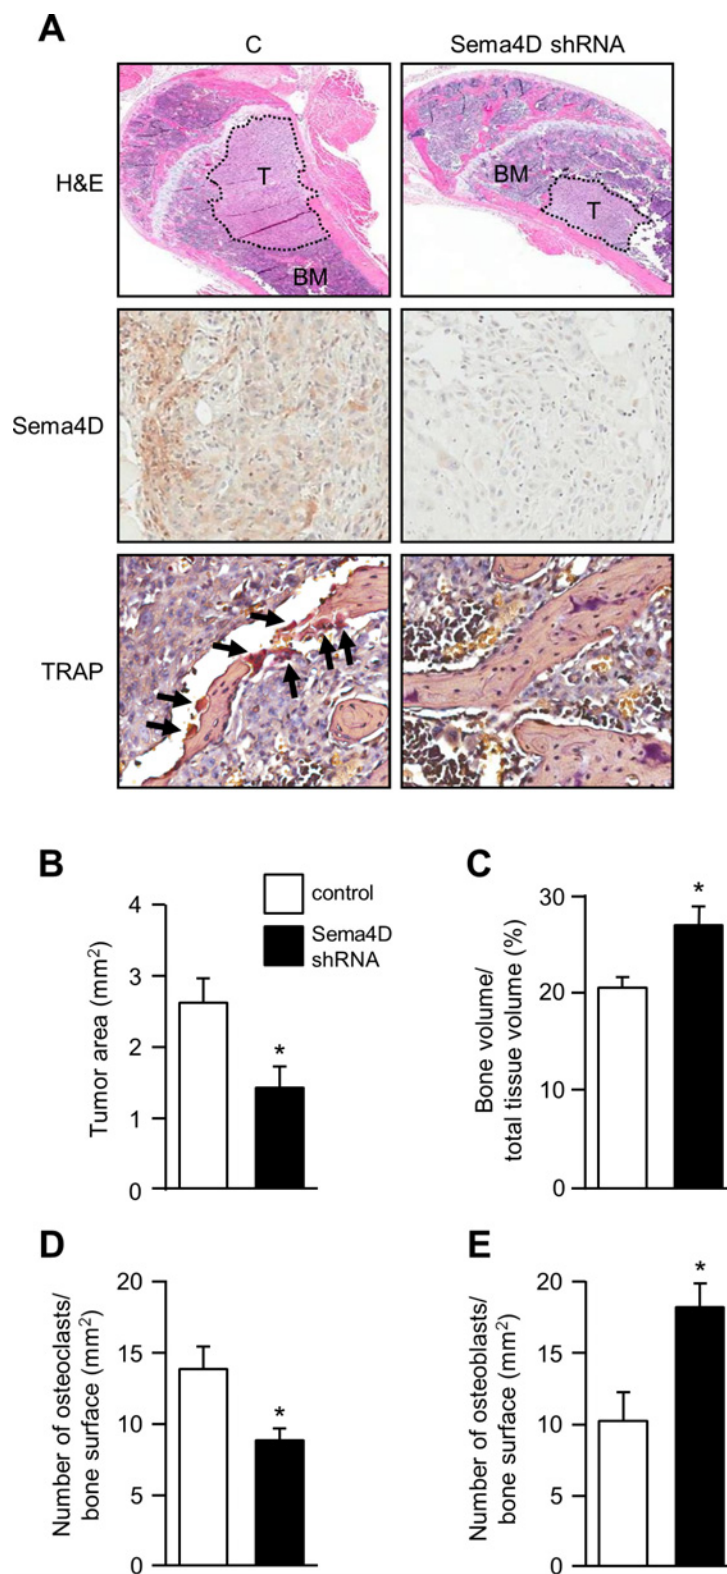 A
C
Sema4D shRNA
H&E
T
BM
BM
T
Sema4D
TRAP
B
control
Sema4D
shRNA
Tumor area (mm²)
4
3
2
1
0
*
C
Bone volume/
total tissue volume (%)
30
20
10
0
*
D
Number of osteoclasts/
bone surface (mm²)
20
15
10
5
0
*
E
Number of osteoblasts/
bone surface (mm²)
20
15
10
5
0
*